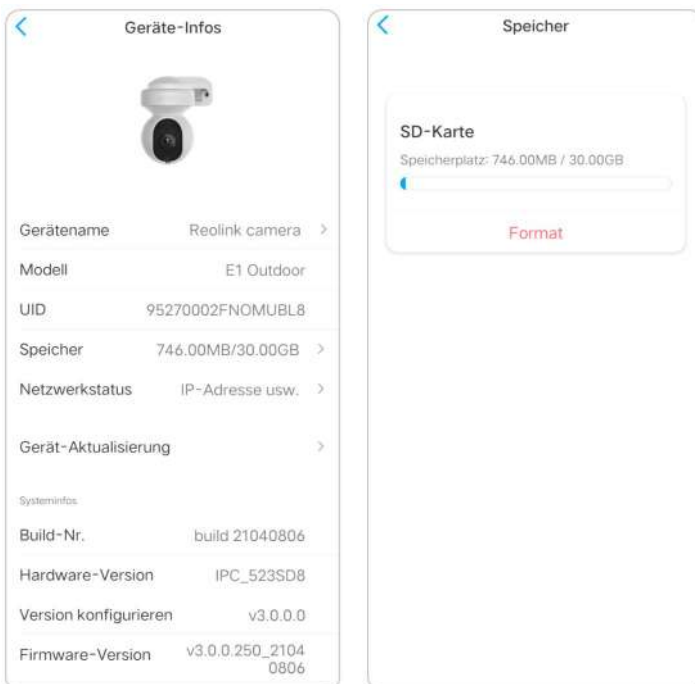 Geräte-Infos
Gerätename Reolink camera
Modell E1 Outdoor
UID 95270002FNOMUBL8
Speicher 746.00MB/30.00GB
Netzwerkstatus IP-Adresse usw.
Gerät-Aktualisierung
Systeminfos
Build-Nr. build 21040806
Hardware-Version IPC_523SD8
Version konfigurieren v3.0.0.0
Firmware-Version v3.0.0.250_2104
0806
Speicher
SD-Karte
Speicherplatz: 746.00MB / 30.00GB
Format